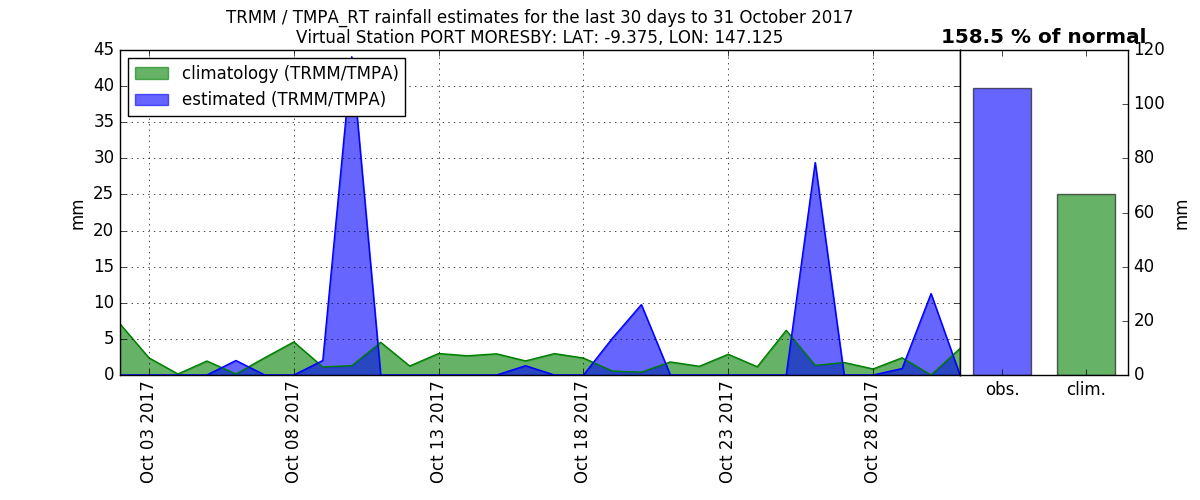 TRMM / TMPA_RT rainfall estimates for the last 30 days to 31 October 2017
Virtual Station PORT MORESBY: LAT: -9.375, LON: 147.125
158.5 % of normal
climatology (TRMM/TMPA)
estimated (TRMM/TMPA)
45
40
35
30
25
20
15
10
5
0
mm
Oct 03 2017
Oct 08 2017
Oct 13 2017
Oct 18 2017
Oct 23 2017
Oct 28 2017
obs.
clim.
120
100
80
60
40
20
0
mm